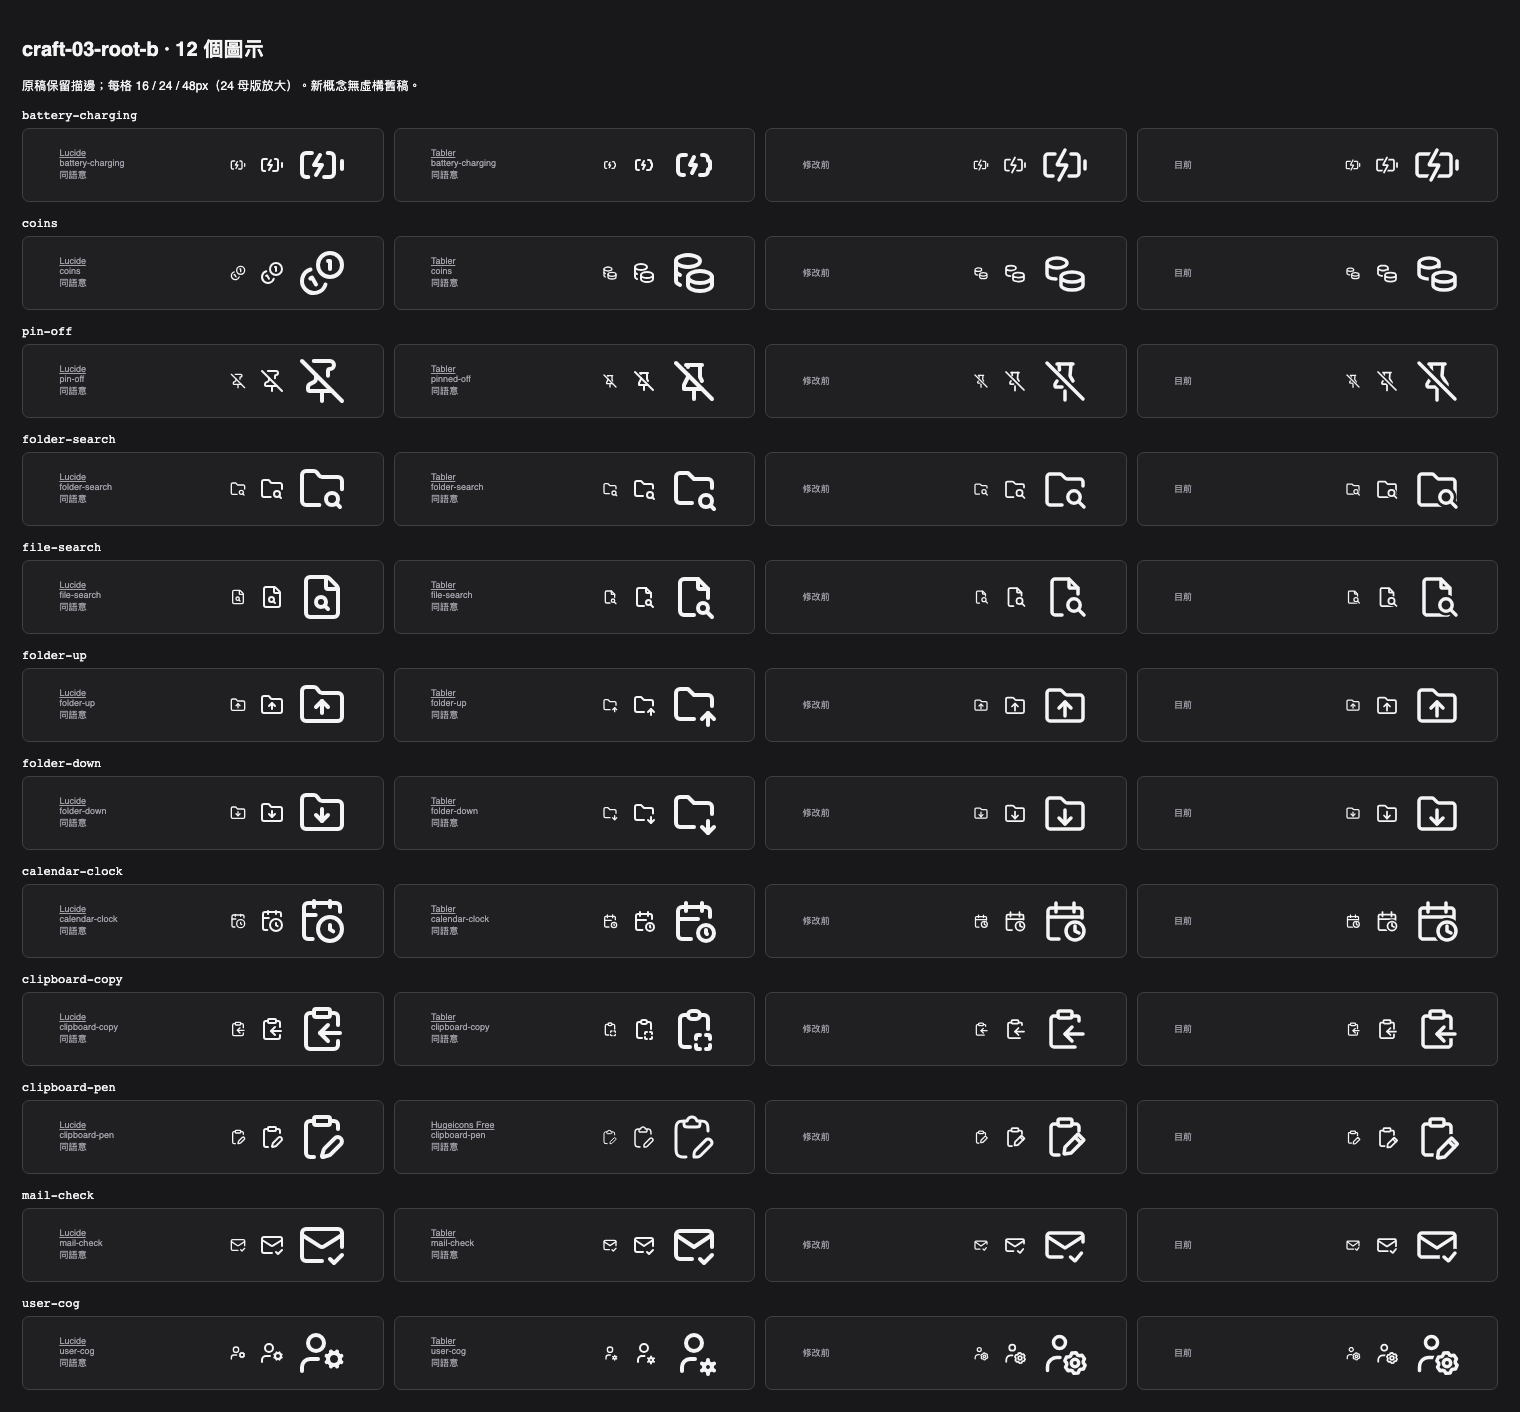 craft-03-root-b · 12 個圖示
原稿保留描邊；每格 16 / 24 / 48px（24 母版放大）。新概念無虛構舊稿。
battery-charging
Lucide
battery-charging
同語意
Tabler
battery-charging
同語意
修改前
目前
coins
Lucide
coins
同語意
Tabler
coins
同語意
修改前
目前
pin-off
Lucide
pin-off
同語意
Tabler
pinned-off
同語意
修改前
目前
folder-search
Lucide
folder-search
同語意
Tabler
folder-search
同語意
修改前
目前
file-search
Lucide
file-search
同語意
Tabler
file-search
同語意
修改前
目前
folder-up
Lucide
folder-up
同語意
Tabler
folder-up
同語意
修改前
目前
folder-down
Lucide
folder-down
同語意
Tabler
folder-down
同語意
修改前
目前
calendar-clock
Lucide
calendar-clock
同語意
Tabler
calendar-clock
同語意
修改前
目前
clipboard-copy
Lucide
clipboard-copy
同語意
Tabler
clipboard-copy
同語意
修改前
目前
clipboard-pen
Lucide
clipboard-pen
同語意
Hugeicons Free
clipboard-pen
同語意
修改前
目前
mail-check
Lucide
mail-check
同語意
Tabler
mail-check
同語意
修改前
目前
user-cog
Lucide
user-cog
同語意
Tabler
user-cog
同語意
修改前
目前